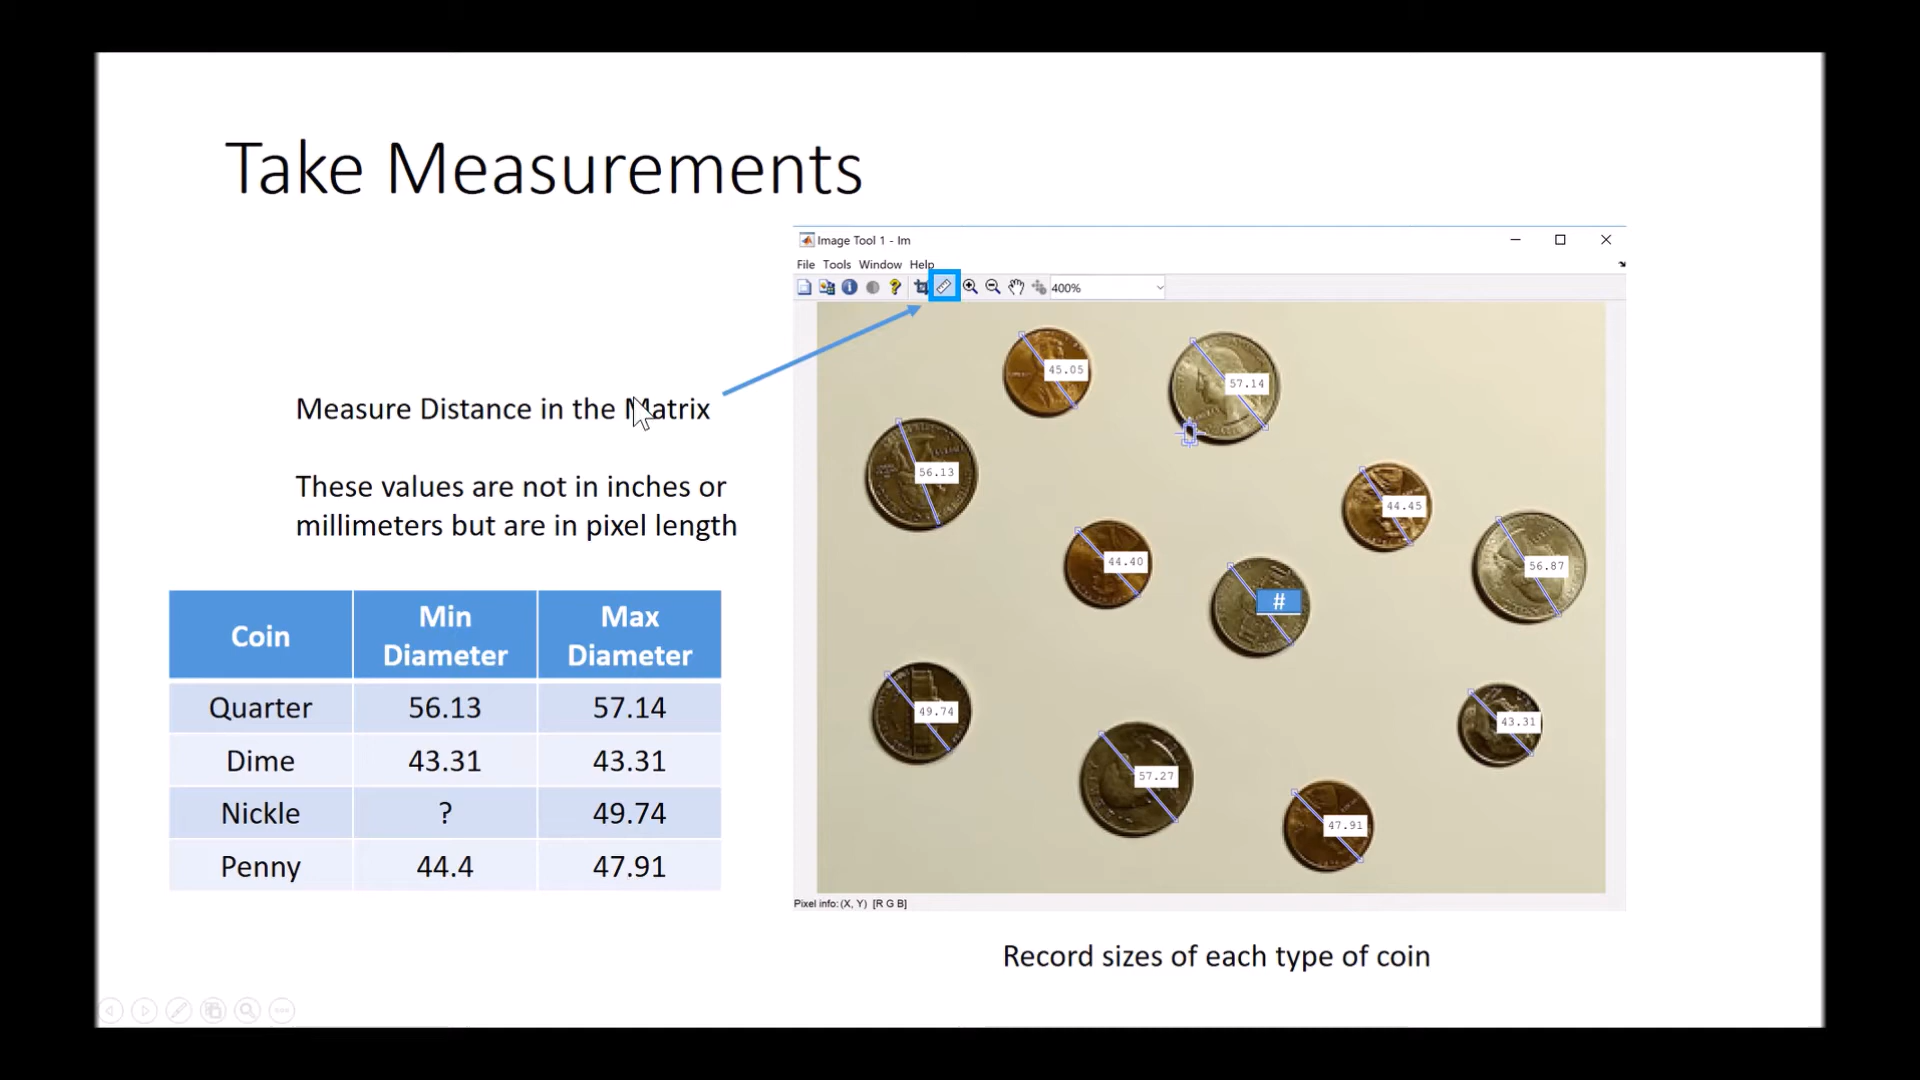 Take Measurements
Image Tool 1 - Im
File Tools Window Help
400%
Measure Distance in the Matrix
These values are not in inches or
millimeters but are in pixel length
Coin Min Diameter Max Diameter
Quarter 56.13 57.14
Dime 43.31 43.31
Nickle ? 49.74
Penny 44.4 47.91
45.05
57.14
56.13
44.45
44.40
56.87
#
49.74
43.31
57.27
47.91
Pixel info: (X, Y) [R G B]
Record sizes of each type of coin